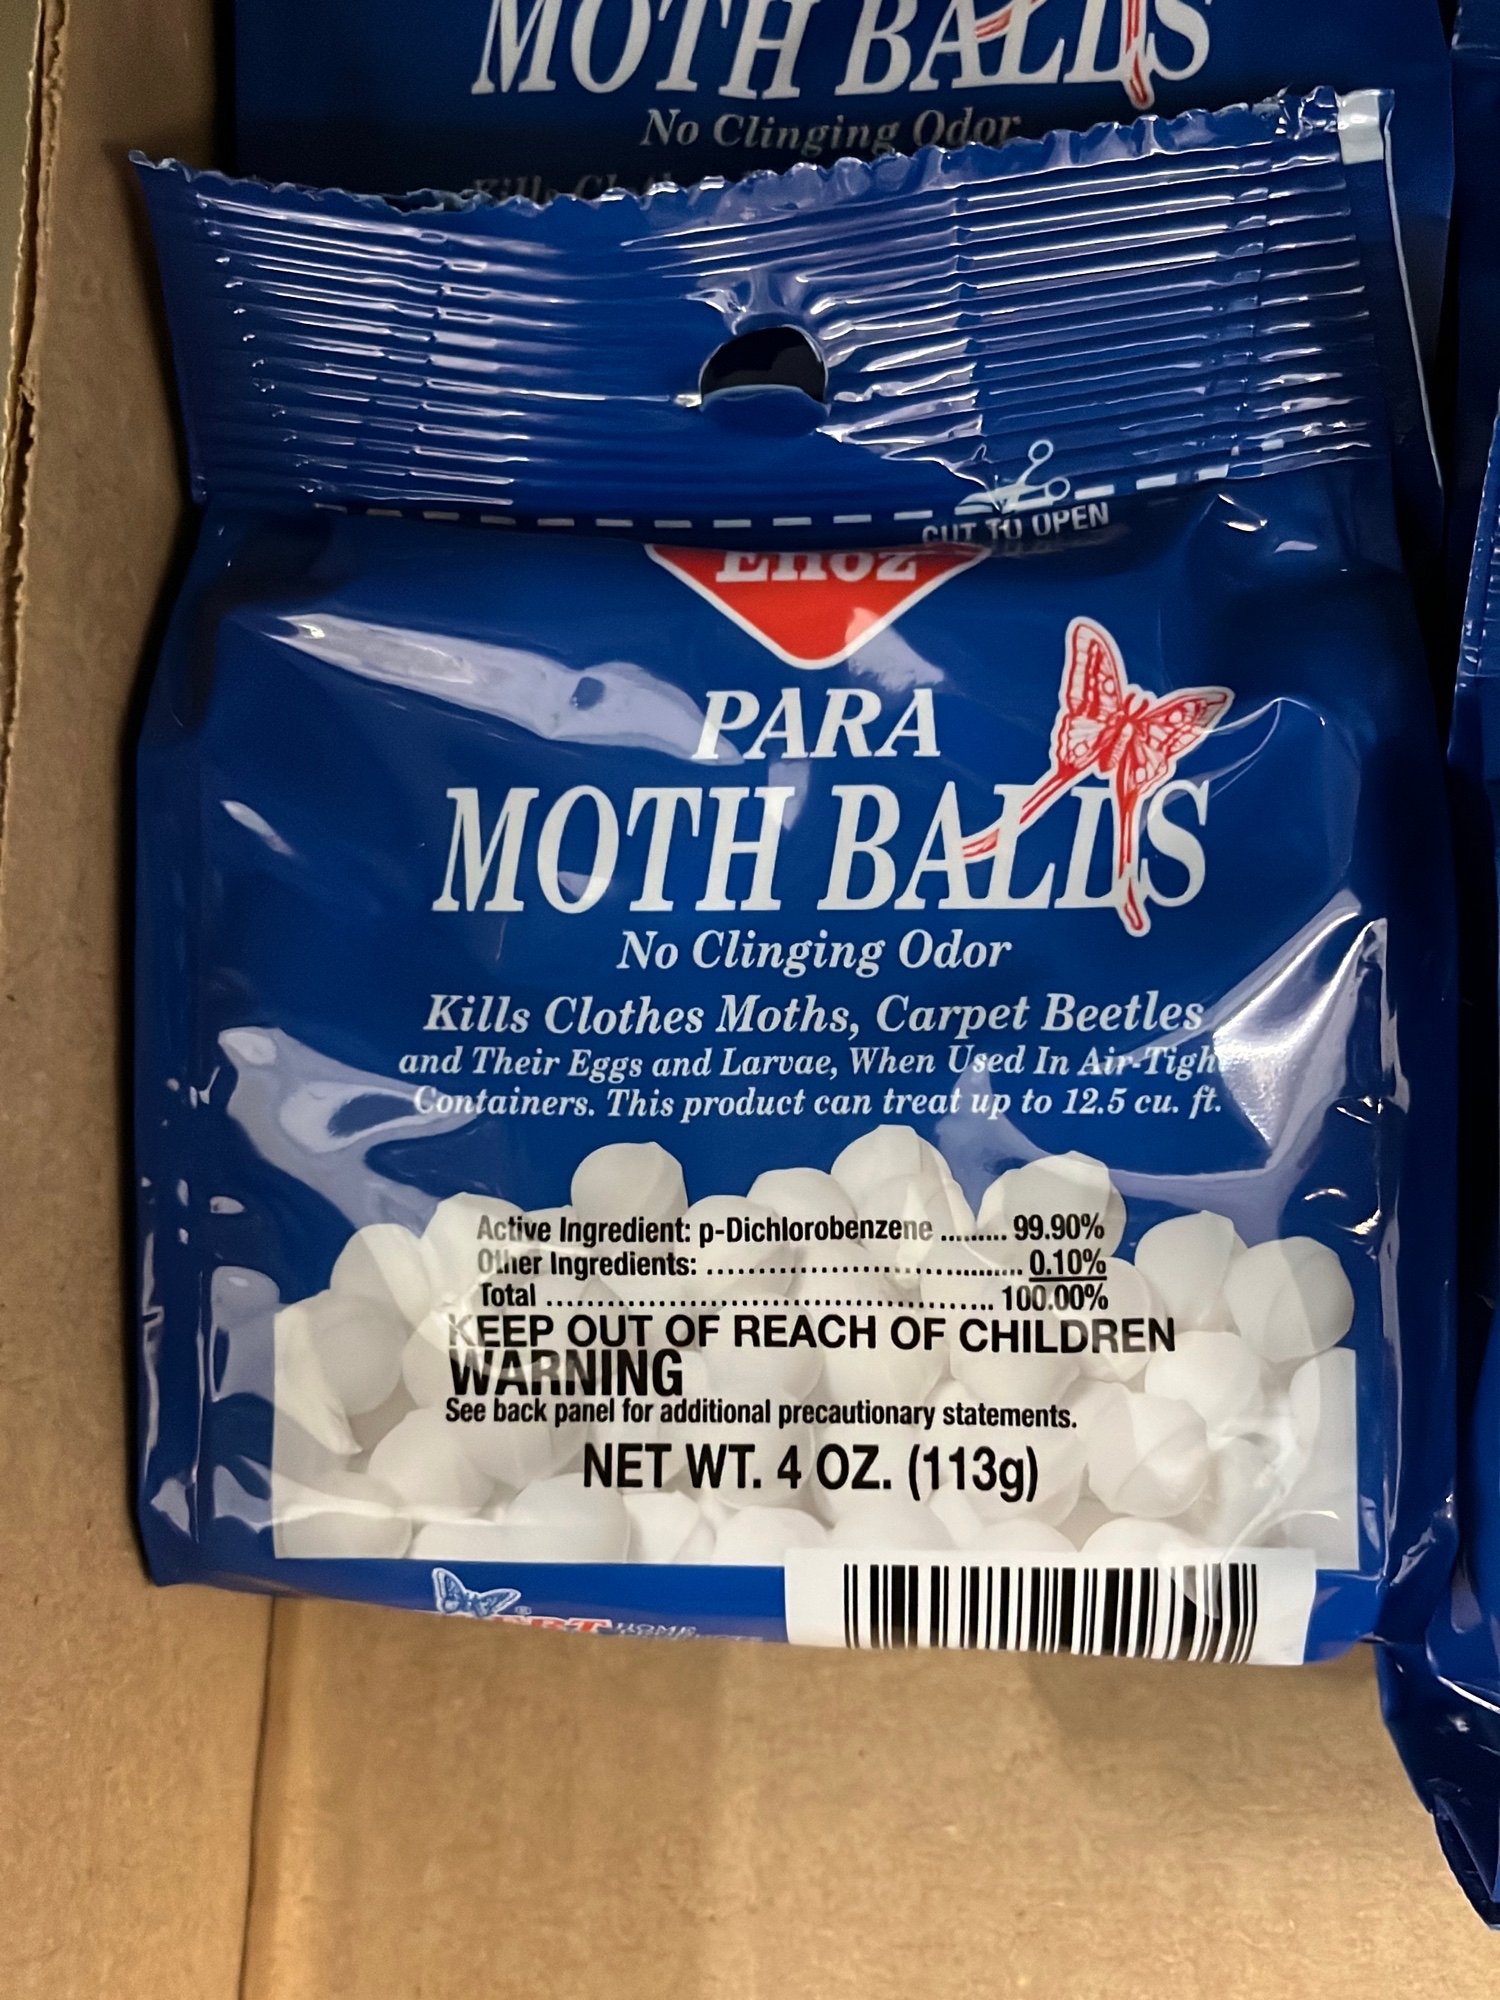 MOTH BALLS
No Clinging Odor
CUT TO OPEN
Enoz
PARA
MOTH BALLS
No Clinging Odor
Kills Clothes Moths, Carpet Beetles
and Their Eggs and Larvae, When Used In Air-Tight
Containers. This product can treat up to 12.5 cu. ft.
Active Ingredient: p-Dichlorobenzene ......... 99.90%
Other Ingredients: ................................ 0.10%
Total ............................................. 100.00%
KEEP OUT OF REACH OF CHILDREN
WARNING
See back panel for additional precautionary statements.
NET WT. 4 OZ. (113g)
HOME